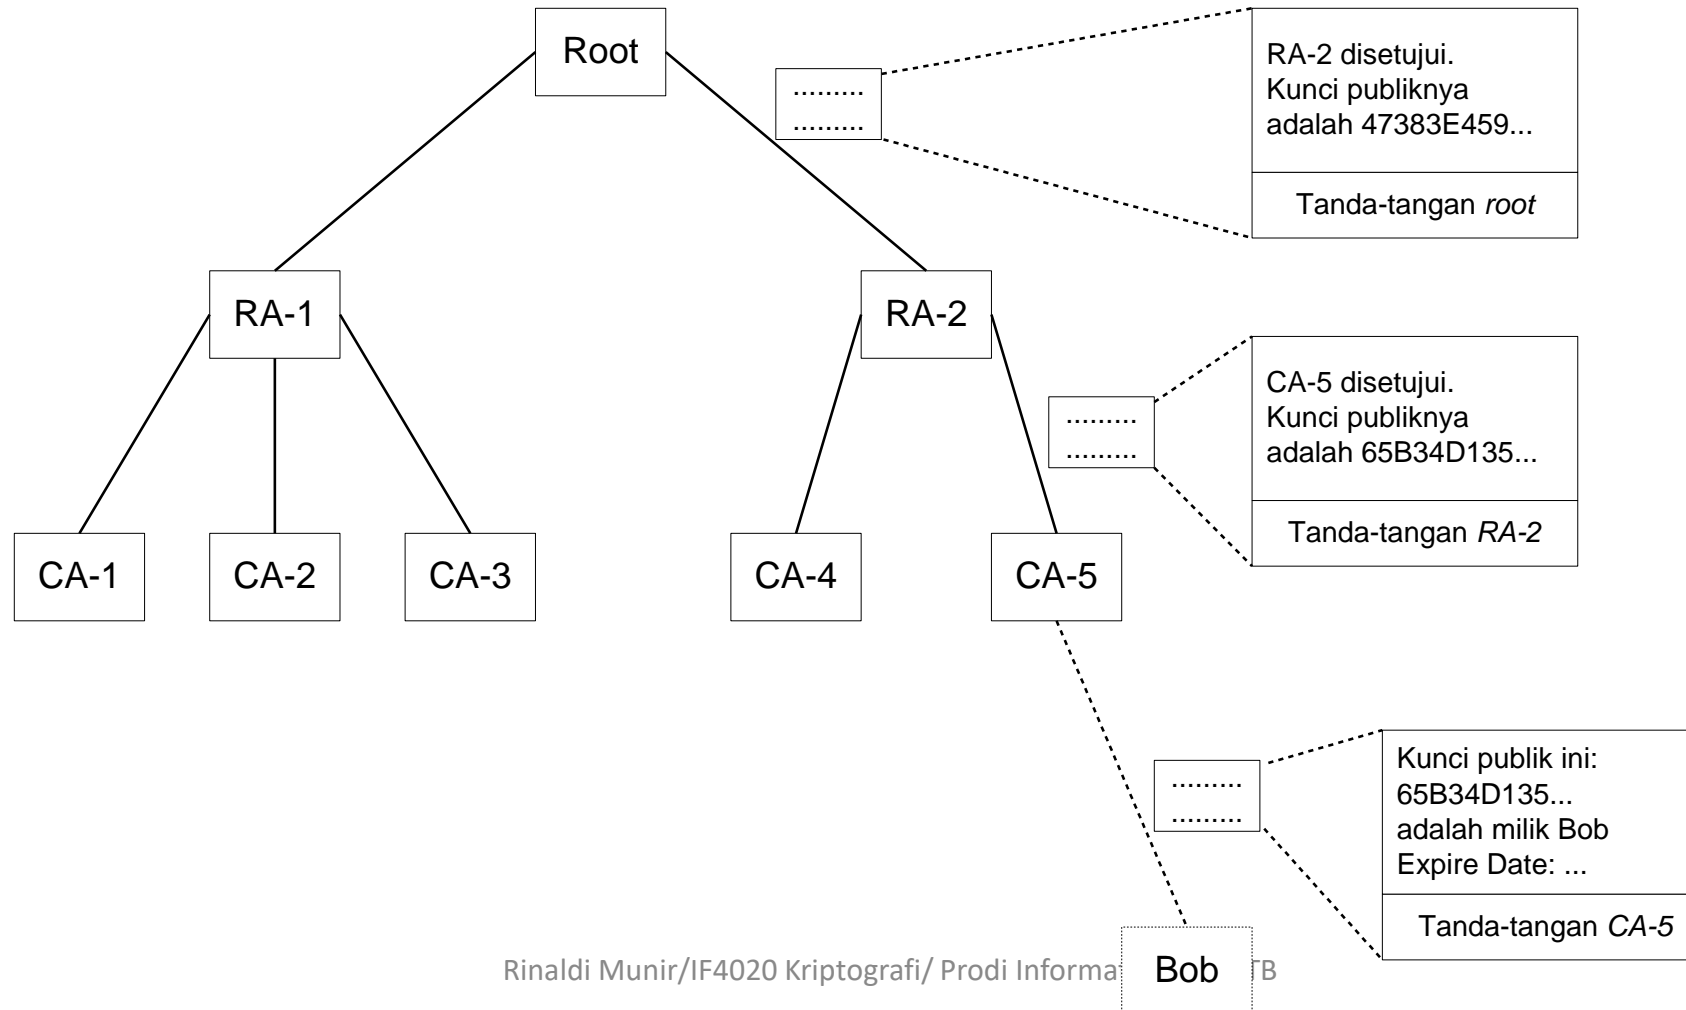 Root
.........
.........
RA-2 disetujui.
Kunci publiknya
adalah 47383E459...
Tanda-tangan root
RA-1
RA-2
.........
.........
CA-5 disetujui.
Kunci publiknya
adalah 65B34D135...
Tanda-tangan RA-2
CA-1
CA-2
CA-3
CA-4
CA-5
.........
.........
Kunci publik ini:
65B34D135...
adalah milik Bob
Expire Date: ...
Tanda-tangan CA-5
Bob
Rinaldi Munir/IF4020 Kriptografi/ Prodi